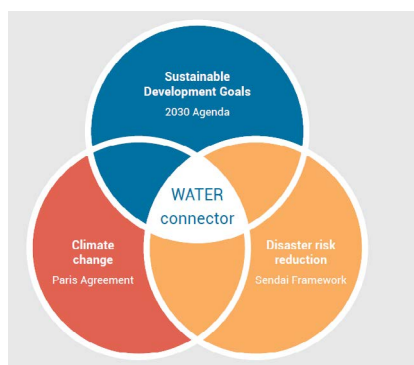 Sustainable
Development Goals
2030 Agenda
WATER
connector
Climate
change
Paris Agreement
Disaster risk
reduction
Sendai Framework